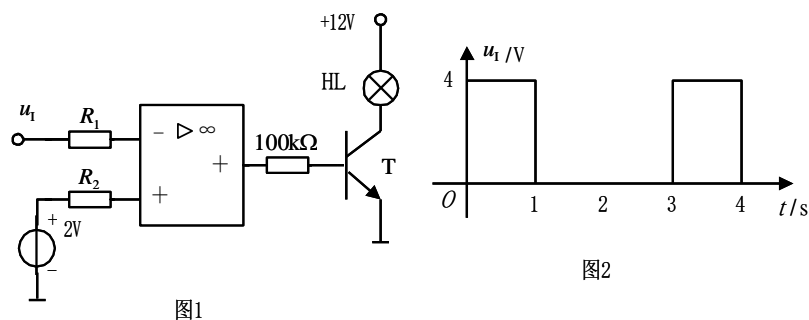 +12V
HL
u_I
R_1
- ▷ ∞
+
100kΩ
T
R_2
+
+
2V
-
图1
u_I /V
4
O
1
2
3
4
t/s
图2